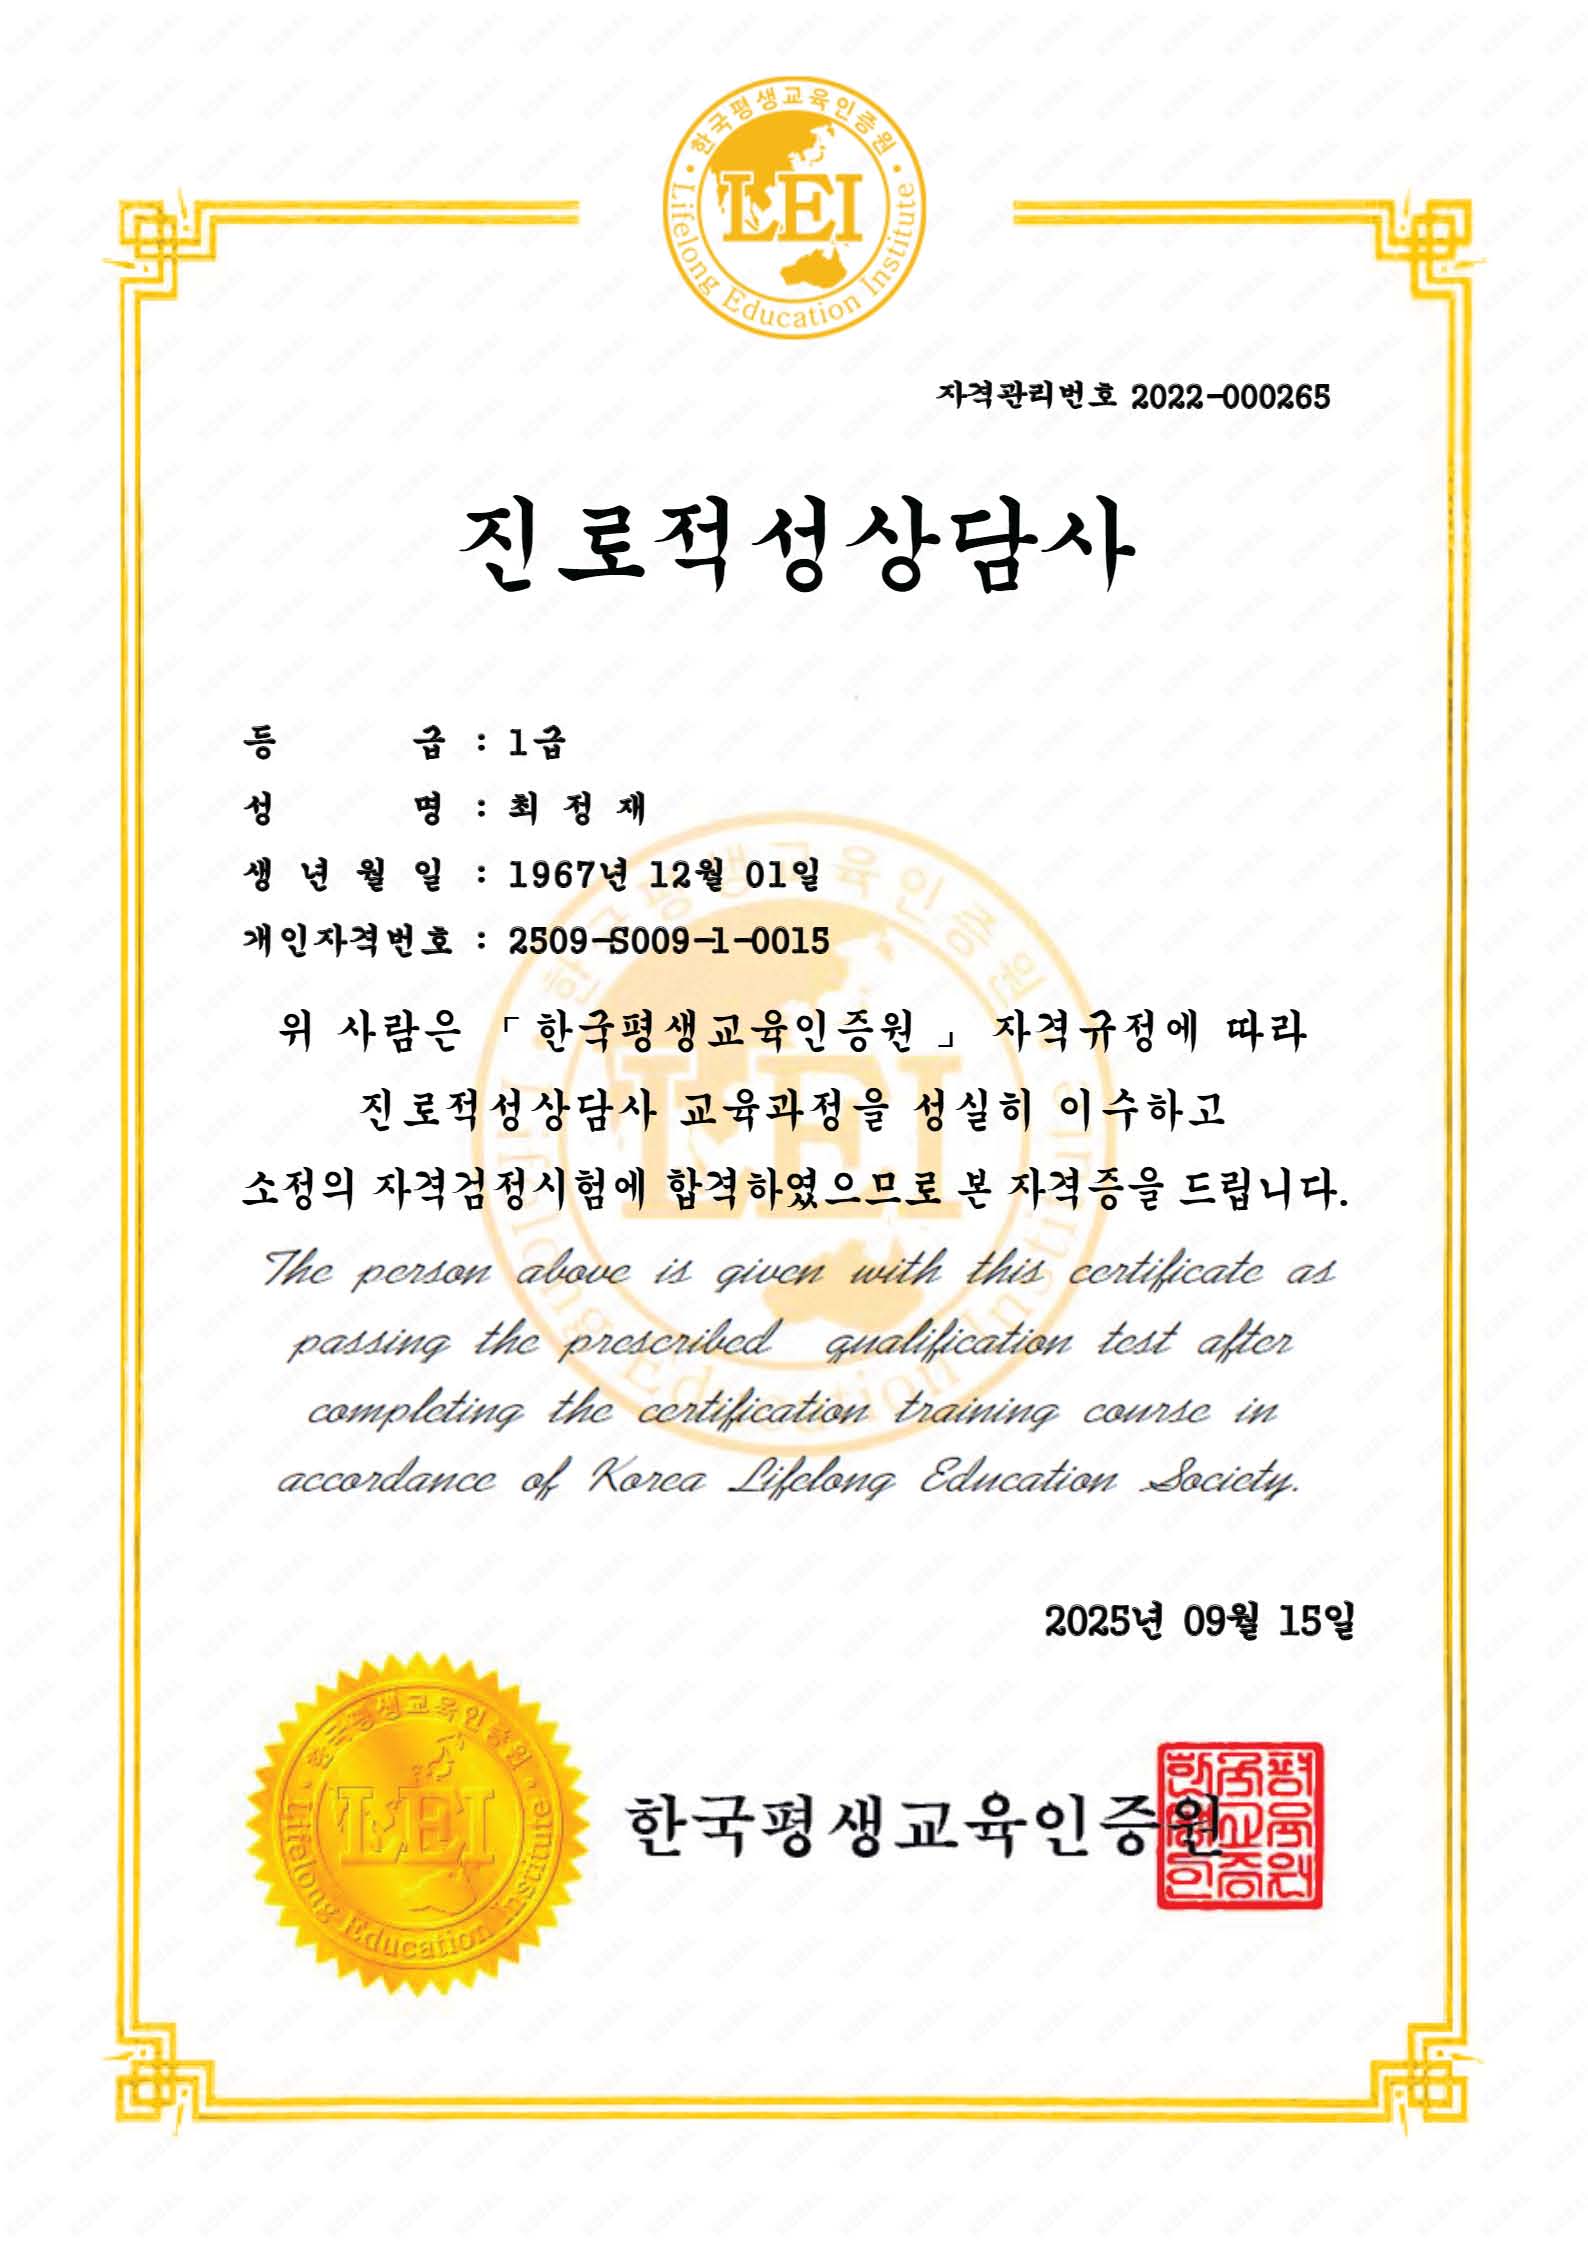 한국평생교육인증원
LEI
Lifelong Education Institute
자격관리번호 2022-000265
진로적성상담사
등 급 : 1급
성 명 : 최 정 재
생 년 월 일 : 1967년 12월 01일
개인자격번호 : 2509-S009-1-0015
위 사람은 「한국평생교육인증원」 자격규정에 따라
진로적성상담사 교육과정을 성실히 이수하고
소정의 자격검정시험에 합격하였으므로 본 자격증을 드립니다.
The person above is given with this certificate as
passing the prescribed qualification test after
completing the certification training course in
accordance of Korea Lifelong Education Society.
한국평생교육인증원
LEI
Lifelong Education Institute
2025년 09월 15일
한국평생교육인증원
LEI
Lifelong Education Institute
한국평생교육인증원